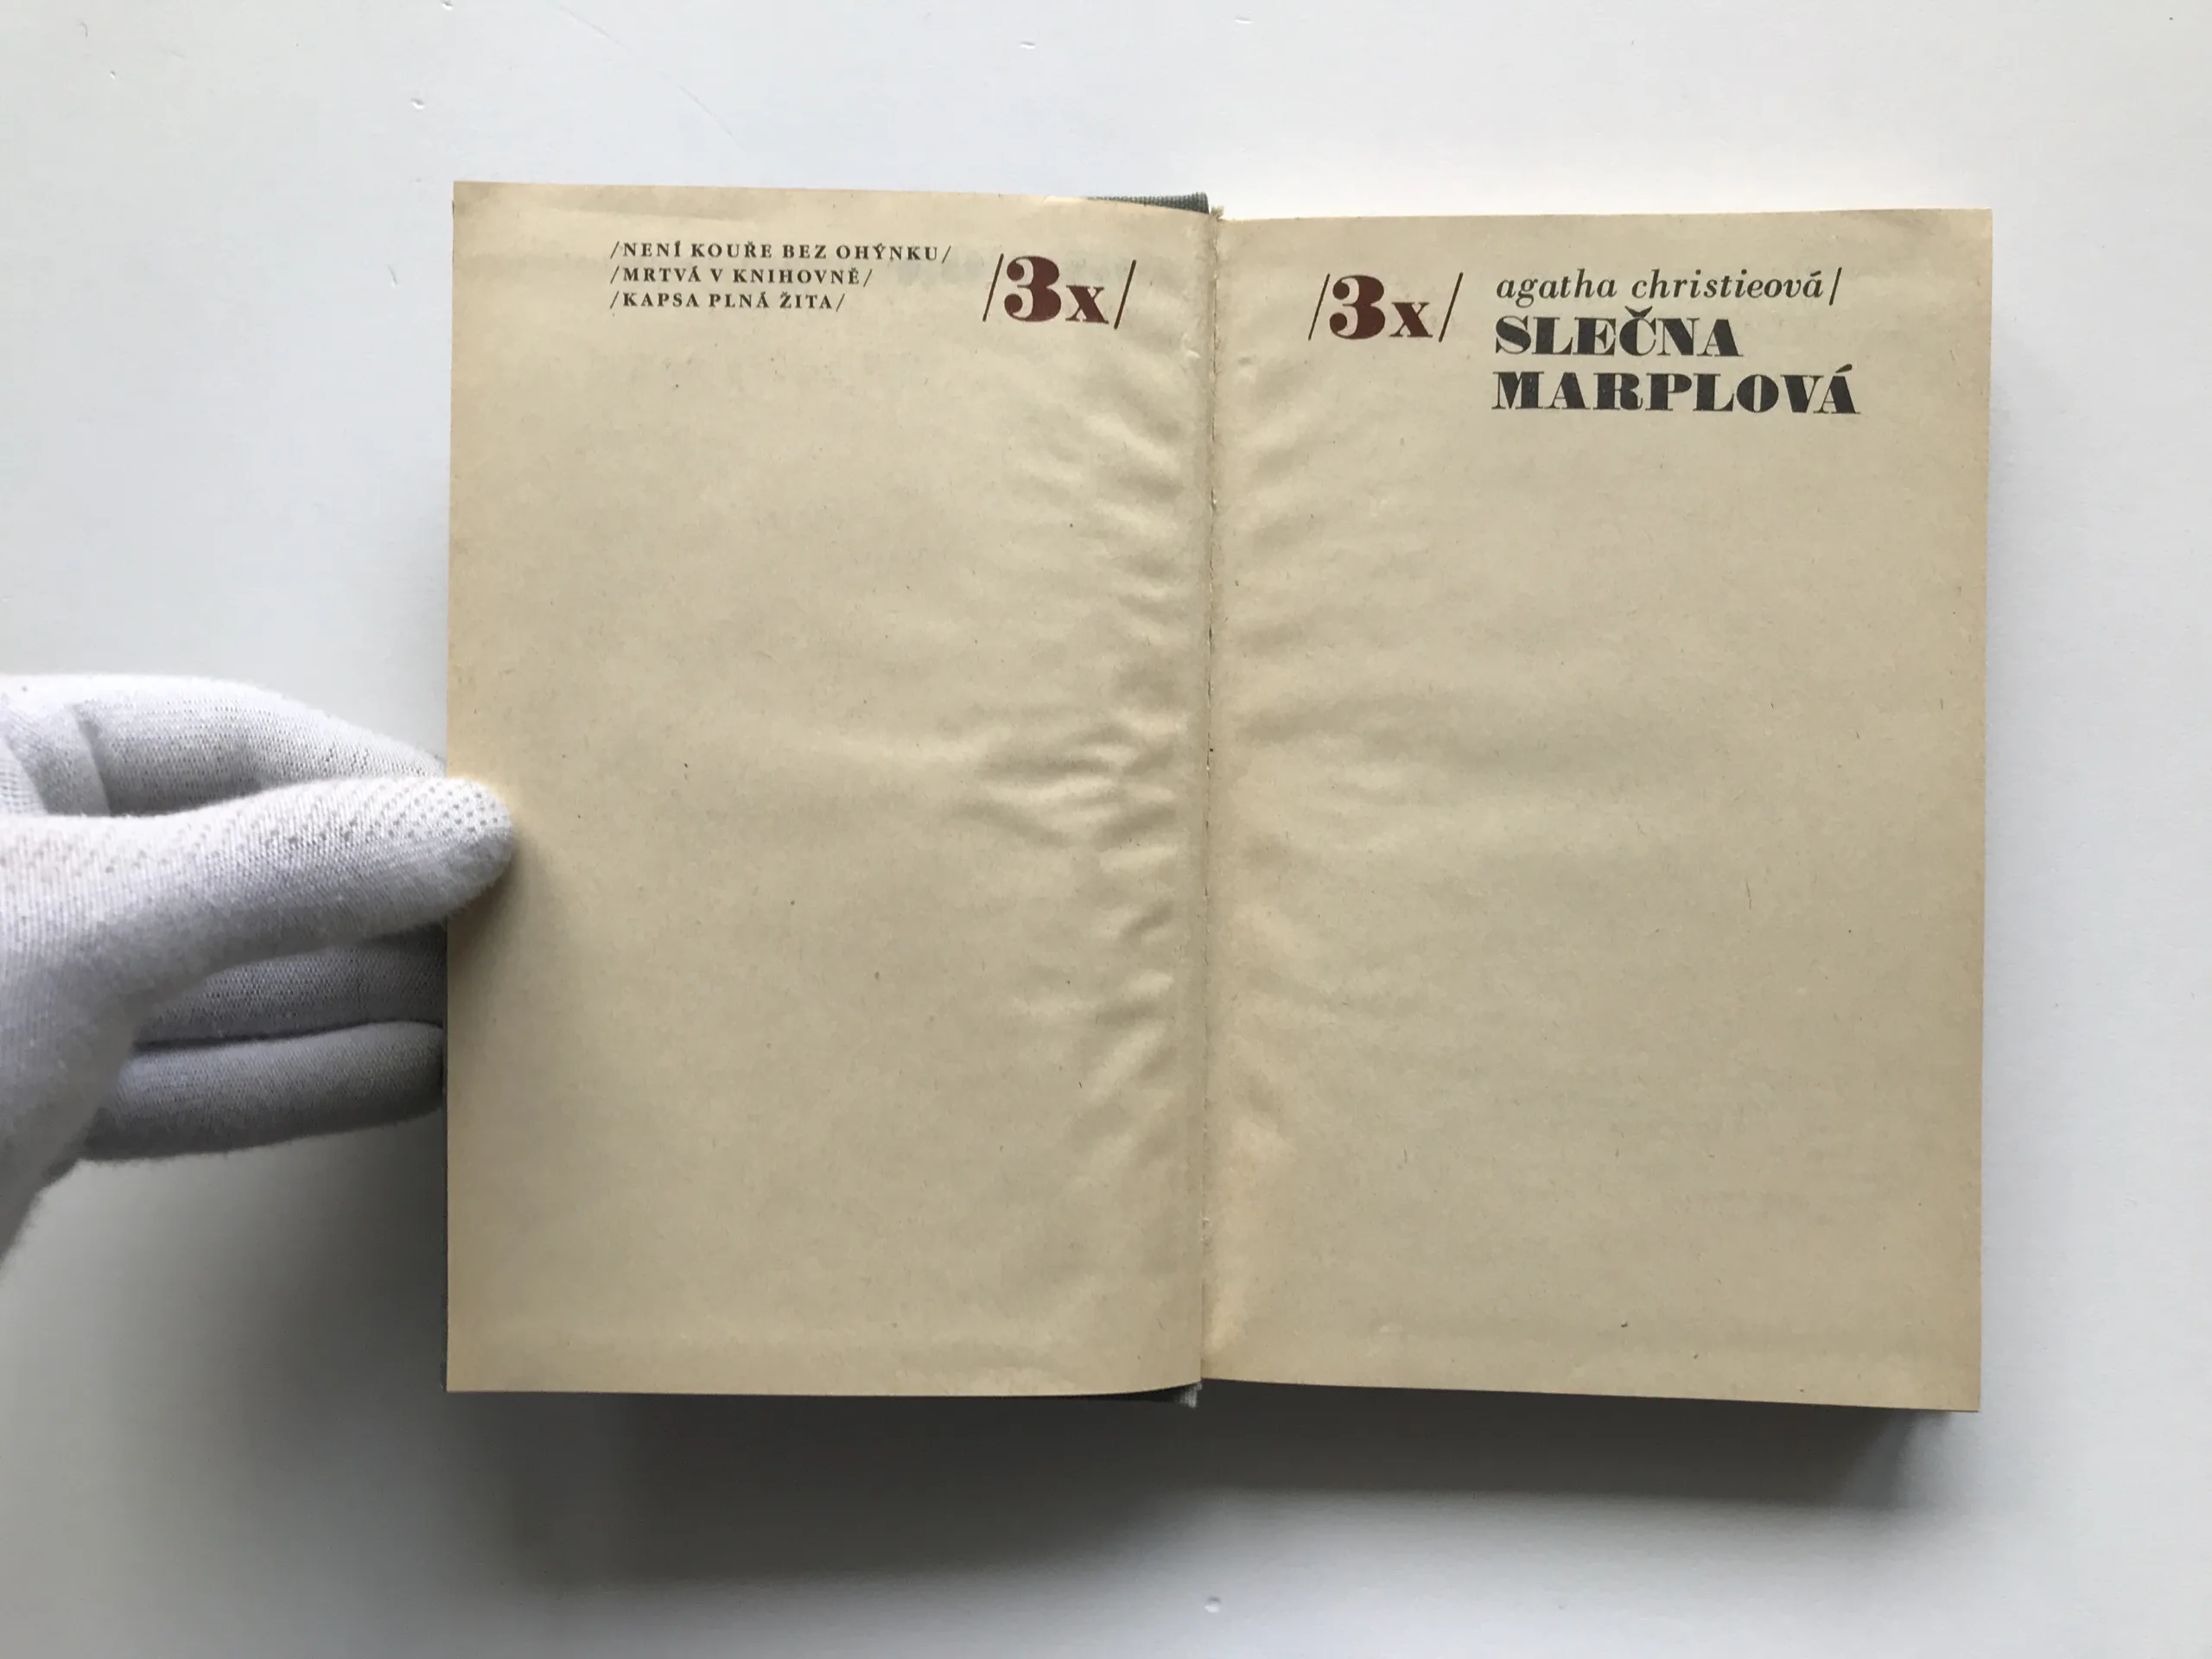 /NENÍ KOUŘE BEZ OHÝNKU/
/MRTVÁ V KNIHOVNĚ/
/KAPSA PLNÁ ŽITA/
/3x/
/3x/
agatha christieová/
SLEČNA
MARPLOVÁ